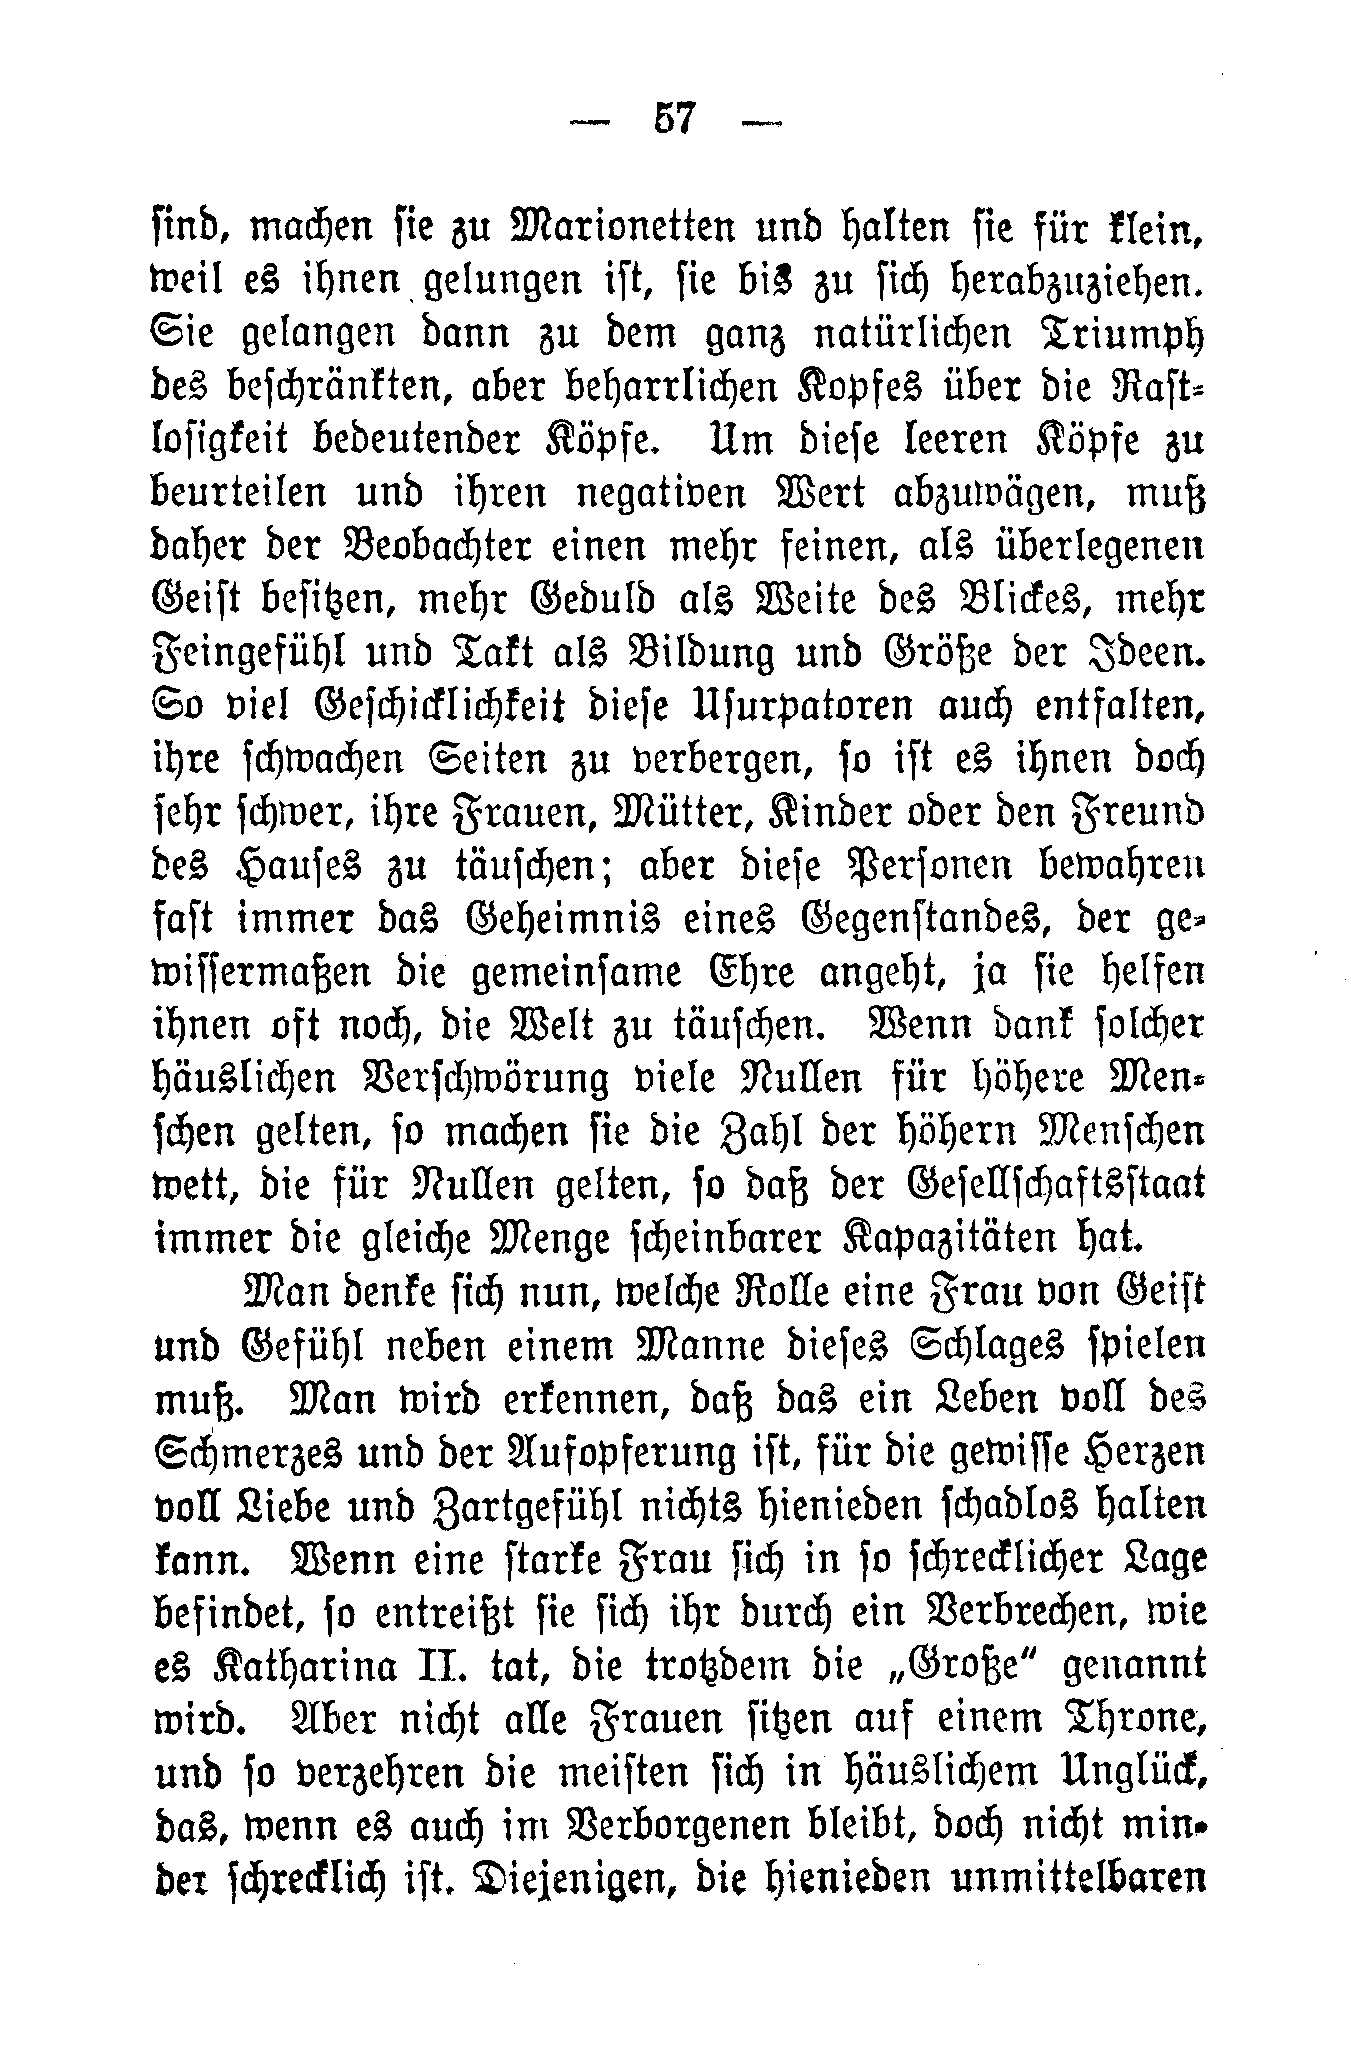 — 57 —
sind, machen sie zu Marionetten und halten sie für klein,
weil es ihnen gelungen ist, sie bis zu sich herabzuziehen.
Sie gelangen dann zu dem ganz natürlichen Triumph
des beschränkten, aber beharrlichen Kopfes über die Rast-
losigkeit bedeutender Köpfe. Um diese leeren Köpfe zu
beurteilen und ihren negativen Wert abzuwägen, muß
daher der Beobachter einen mehr feinen, als überlegenen
Geist besitzen, mehr Geduld als Weite des Blickes, mehr
Feingefühl und Takt als Bildung und Größe der Ideen.
So viel Geschicklichkeit diese Usurpatoren auch entfalten,
ihre schwachen Seiten zu verbergen, so ist es ihnen doch
sehr schwer, ihre Frauen, Mütter, Kinder oder den Freund
des Hauses zu täuschen; aber diese Personen bewahren
fast immer das Geheimnis eines Gegenstandes, der ge-
wissermaßen die gemeinsame Ehre angeht, ja sie helfen
ihnen oft noch, die Welt zu täuschen. Wenn dank solcher
häuslichen Verschwörung viele Nullen für höhere Men-
schen gelten, so machen sie die Zahl der höhern Menschen
wett, die für Nullen gelten, so daß der Gesellschaftsstaat
immer die gleiche Menge scheinbarer Kapazitäten hat.
Man denke sich nun, welche Rolle eine Frau von Geist
und Gefühl neben einem Manne dieses Schlages spielen
muß. Man wird erkennen, daß das ein Leben voll des
Schmerzes und der Aufopferung ist, für die gewisse Herzen
voll Liebe und Zartgefühl nichts hienieden schadlos halten
kann. Wenn eine starke Frau sich in so schrecklicher Lage
befindet, so entreißt sie sich ihr durch ein Verbrechen, wie
es Katharina II. tat, die trotzdem die „Große“ genannt
wird. Aber nicht alle Frauen sitzen auf einem Throne,
und so verzehren die meisten sich in häuslichem Unglück,
das, wenn es auch im Verborgenen bleibt, doch nicht min-
der schrecklich ist. Diejenigen, die hienieden unmittelbaren